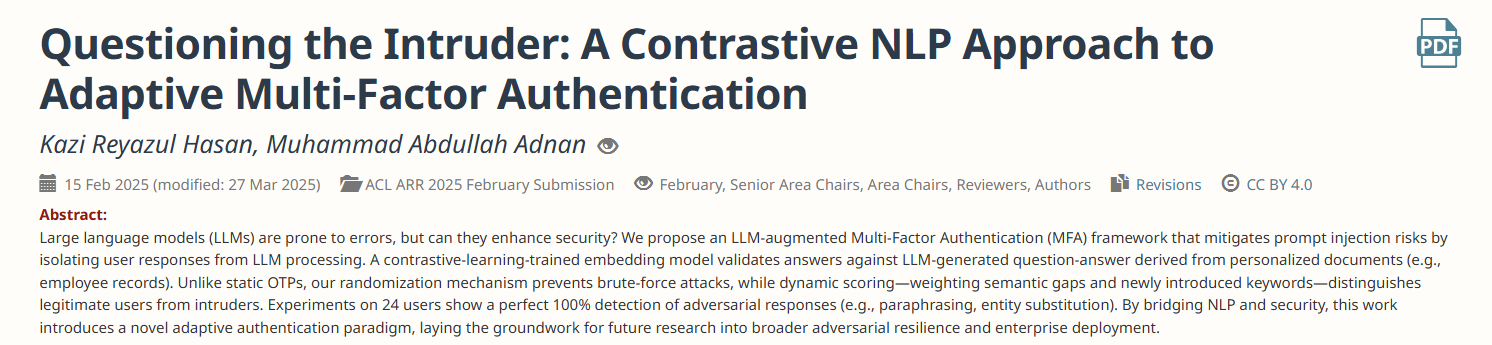 Questioning the Intruder: A Contrastive NLP Approach to
Adaptive Multi-Factor Authentication
PDF
Kazi Reyazul Hasan, Muhammad Abdullah Adnan
15 Feb 2025 (modified: 27 Mar 2025) ACL ARR 2025 February Submission February, Senior Area Chairs, Area Chairs, Reviewers, Authors Revisions © CC BY 4.0
Abstract:
Large language models (LLMs) are prone to errors, but can they enhance security? We propose an LLM-augmented Multi-Factor Authentication (MFA) framework that mitigates prompt injection risks by
isolating user responses from LLM processing. A contrastive-learning-trained embedding model validates answers against LLM-generated question-answer derived from personalized documents (e.g.,
employee records). Unlike static OTPs, our randomization mechanism prevents brute-force attacks, while dynamic scoring—weighting semantic gaps and newly introduced keywords—distinguishes
legitimate users from intruders. Experiments on 24 users show a perfect 100% detection of adversarial responses (e.g., paraphrasing, entity substitution). By bridging NLP and security, this work
introduces a novel adaptive authentication paradigm, laying the groundwork for future research into broader adversarial resilience and enterprise deployment.